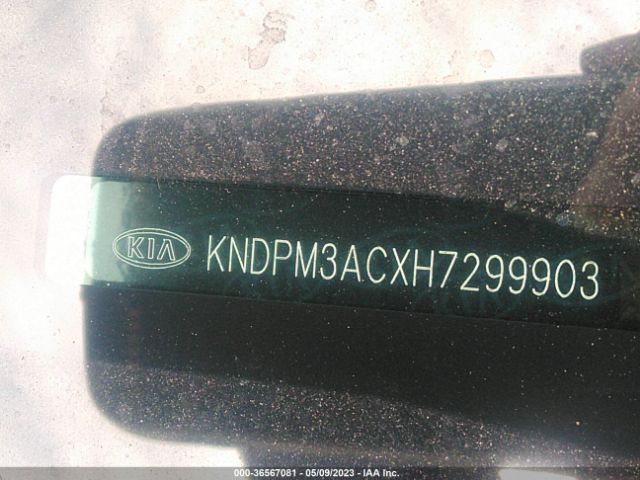 KIA KNDPM3ACXH7299903
000-36567081 - 05/09/2023 - IAA Inc.